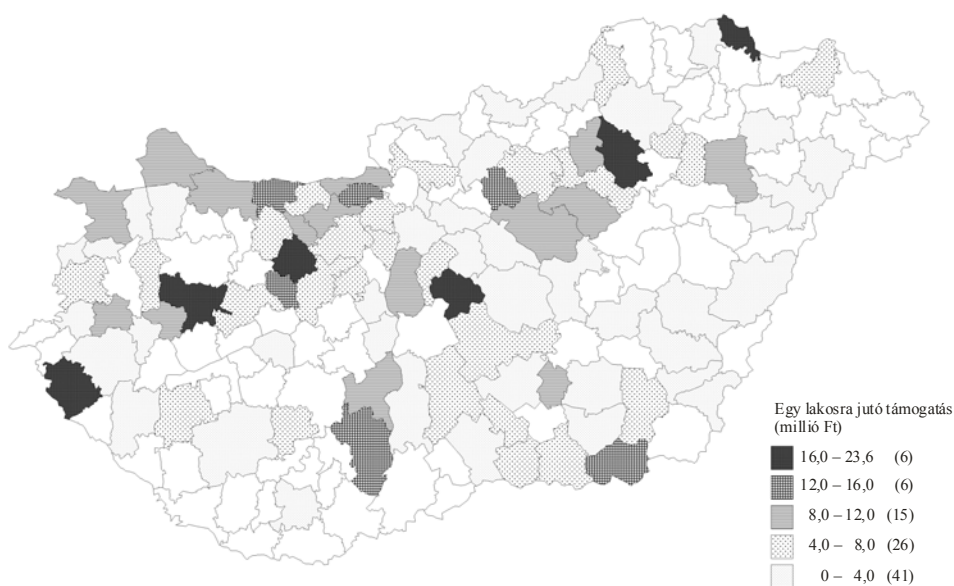 Egy lakosra jutó támogatás
(millió Ft)
16,0 – 23,6 (6)
12,0 – 16,0 (6)
8,0 – 12,0 (15)
4,0 – 8,0 (26)
0 – 4,0 (41)